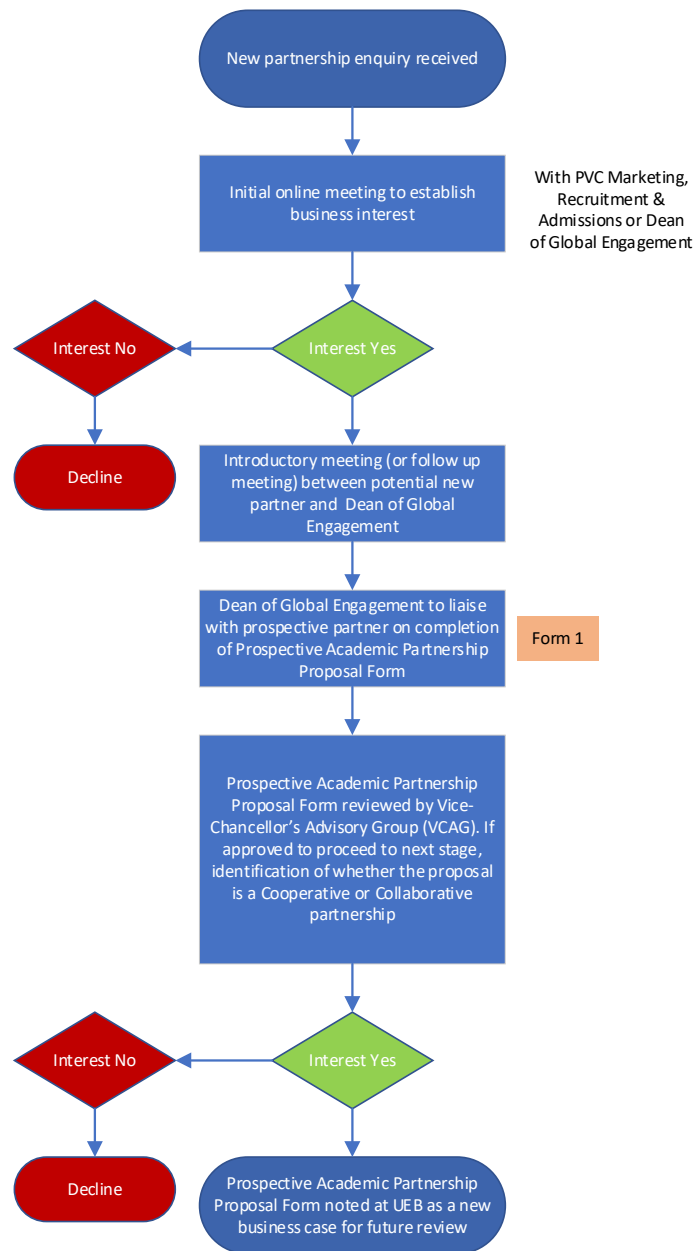 New partnership enquiry received
Initial online meeting to establish
business interest
With PVC Marketing,
Recruitment &
Admissions or Dean
of Global Engagement
Interest No
Interest Yes
Decline
Introductory meeting (or follow up
meeting) between potential new
partner and Dean of Global
Engagement
Dean of Global Engagement to liaise
with prospective partner on completion
of Prospective Academic Partnership
Proposal Form
Form 1
Prospective Academic Partnership
Proposal Form reviewed by Vice-
Chancellor’s Advisory Group (VCAG). If
approved to proceed to next stage,
identification of whether the proposal
is a Cooperative or Collaborative
partnership
Interest No
Interest Yes
Decline
Prospective Academic Partnership
Proposal Form noted at UEB as a new
business case for future review